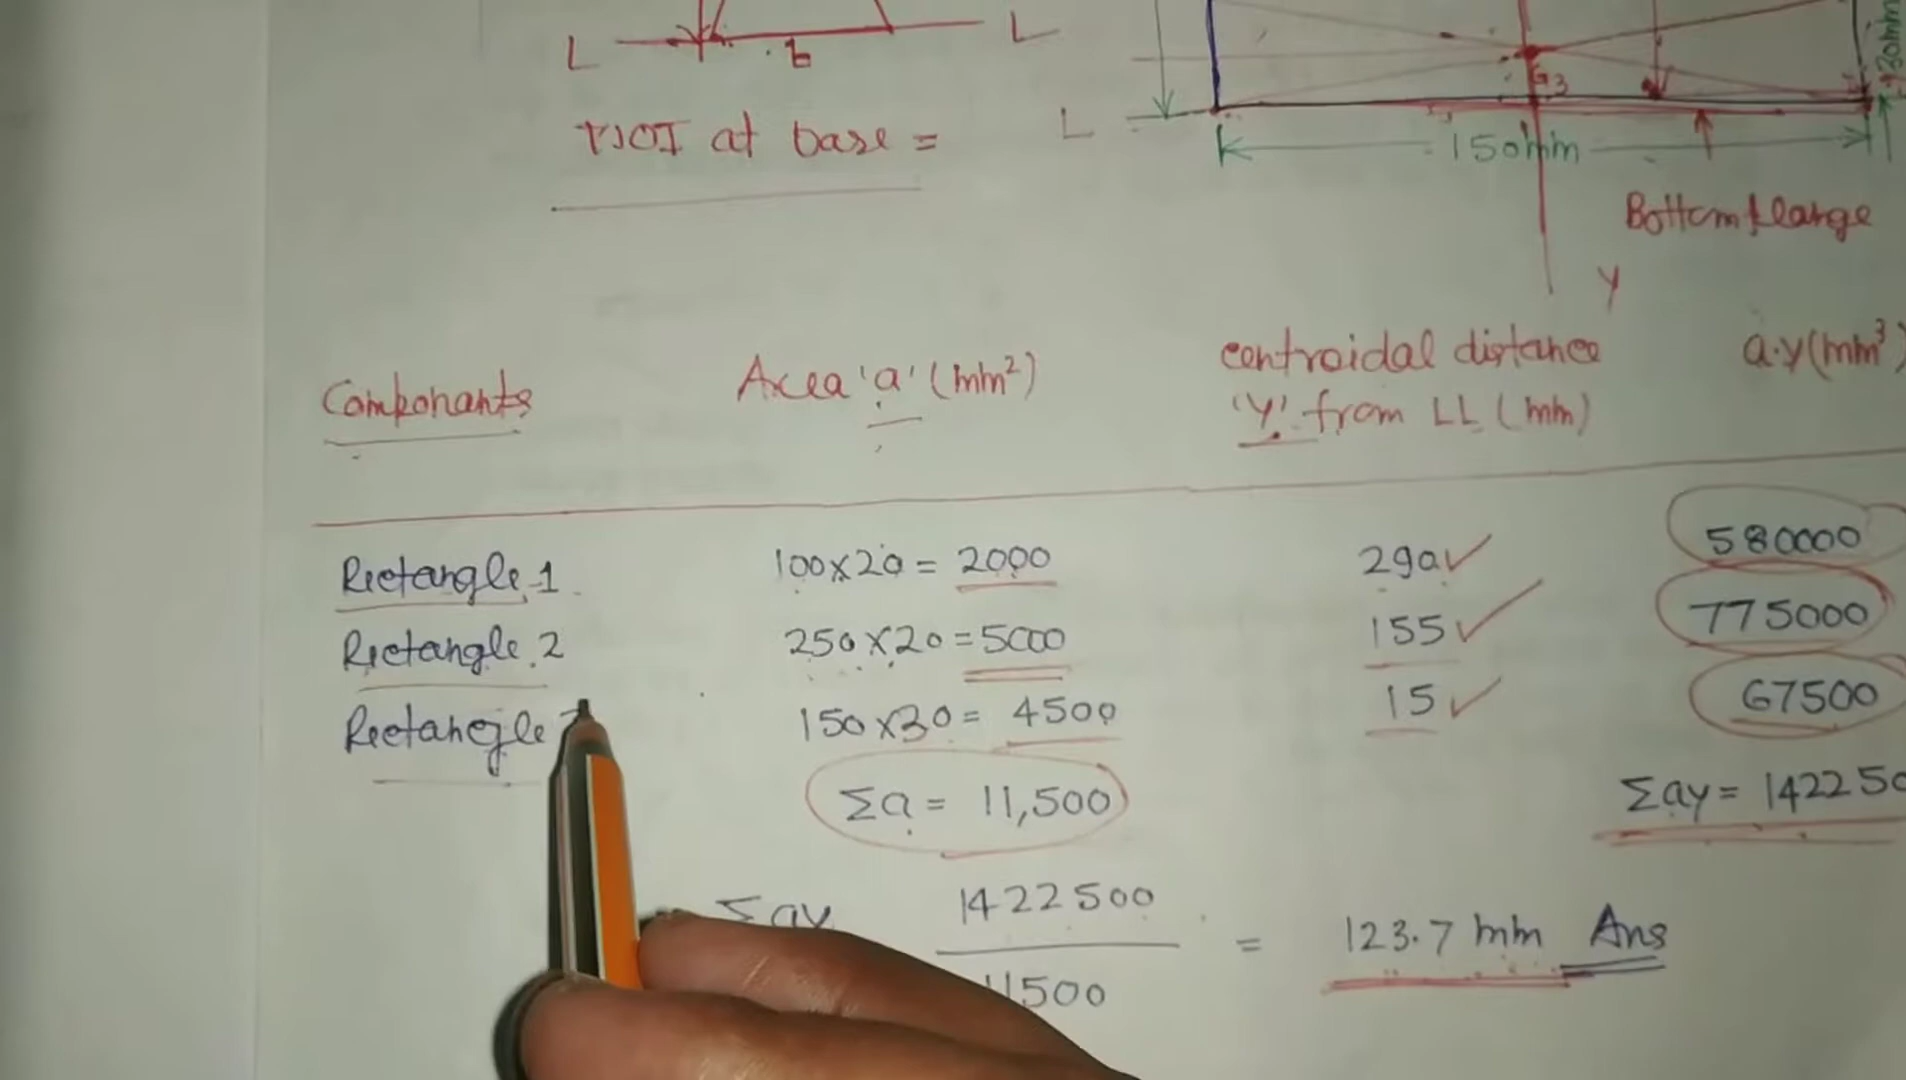 L b L
MOI at base =
L
G3
30mm
150mm
Bottom flange
Y
Components Area 'a' (mm²) centroidal distance 'Y' from LL (mm) a.y(mm³)
Rectangle 1 100x20 = 2000 290 580000
Rectangle 2 250x20 = 5000 155 775000
Rectangle 150x30 = 4500 15 67500
Σa = 11,500 Σay = 142250
Σay 1422500 = 123.7 mm Ans
11500